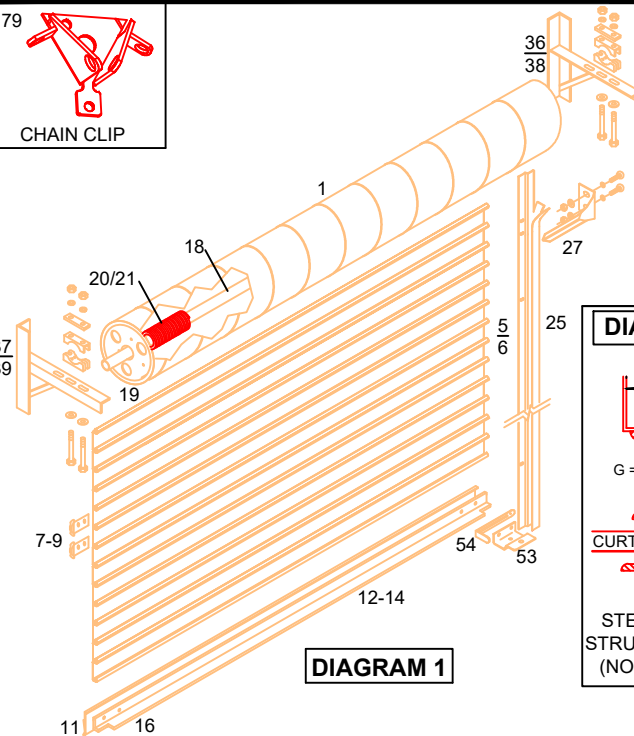 79
CHAIN CLIP
36
38
1
18
20/21
27
5
6
25
DIA
19
G =
7-9
CURT
54
53
12-14
STE
STRU
(NO
DIAGRAM 1
11
16